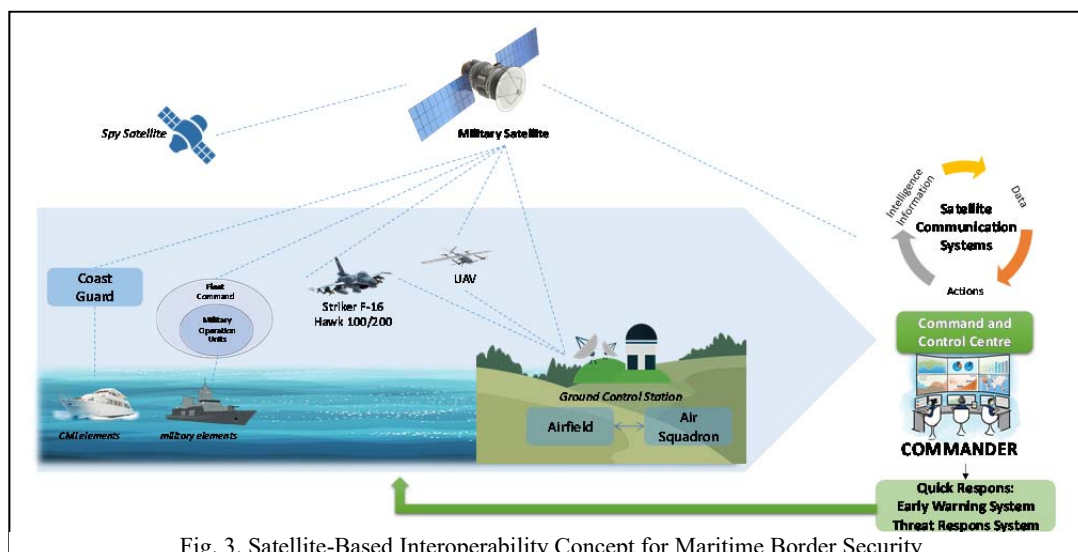 Spy Satellite
Military Satellite
Intelligence
Information
Data
Satellite
Communication
Systems
Actions
Coast
Guard
Fleet
Command
Military
Operation
Units
Striker F-16
Hawk 100/200
UAV
Command and
Control Centre
Ground Control Station
Airfield
Air
Squadron
military elements
COMMANDER
Quick Respons:
Early Warning System
Threat Respons System
Fig. 3. Satellite-Based Interoperability Concept for Maritime Border Security